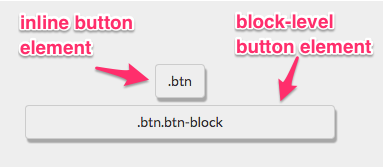 inline button
element
block-level
button element
.btn
.btn.btn-block